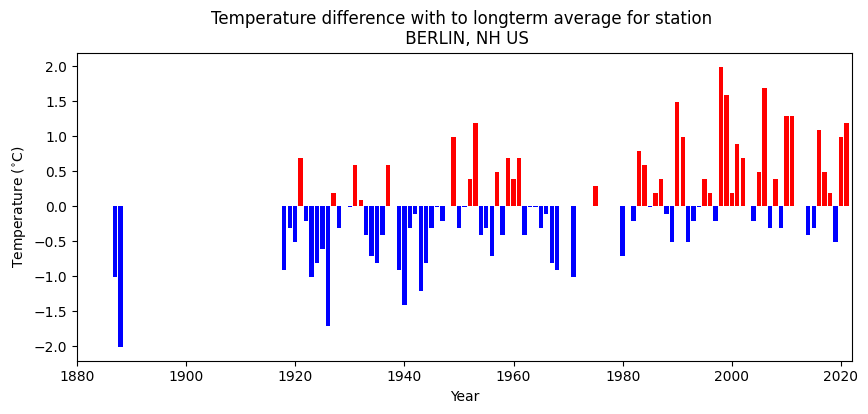 Temperature difference with to longterm average for station
BERLIN, NH US
Temperature (°C)
2.0
1.5
1.0
0.5
0.0
−0.5
−1.0
−1.5
−2.0
1880 1900 1920 1940 1960 1980 2000 2020
Year